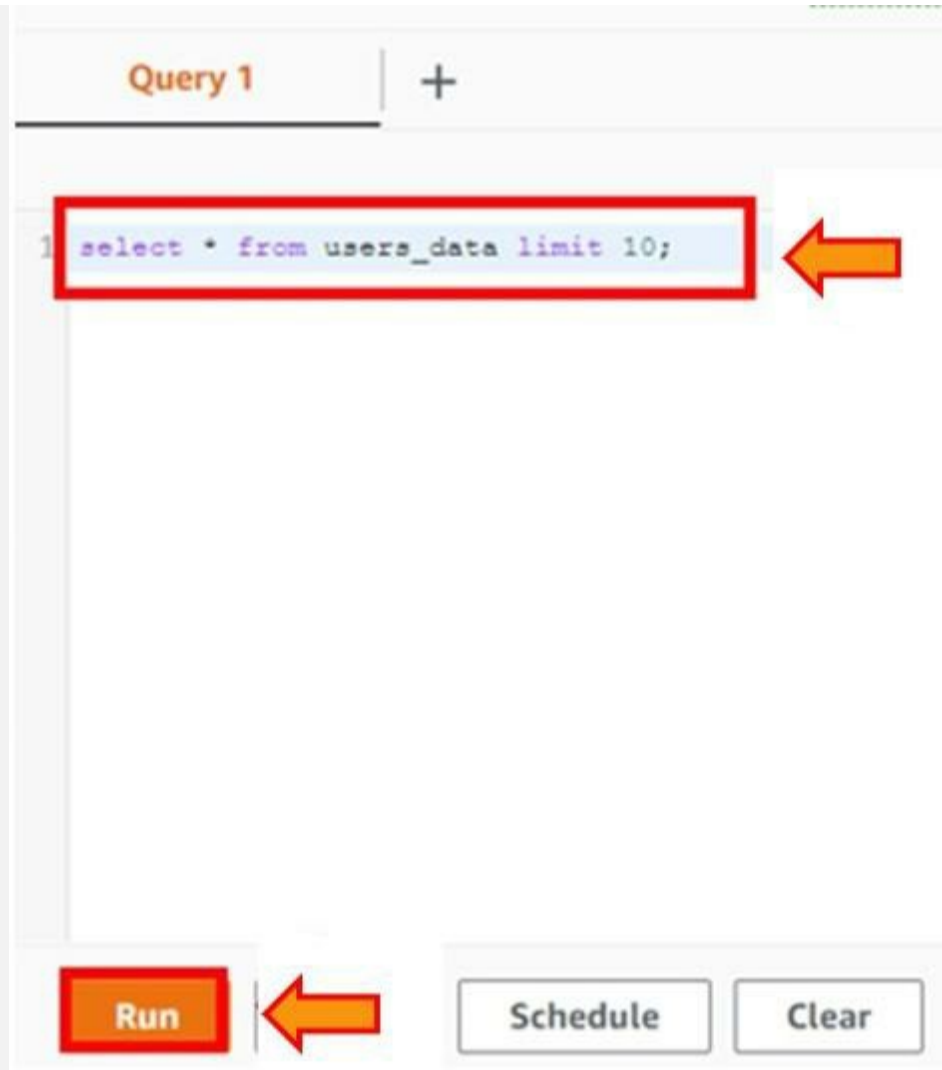 Query 1 +
1 select * from users_data limit 10;
Run Schedule Clear